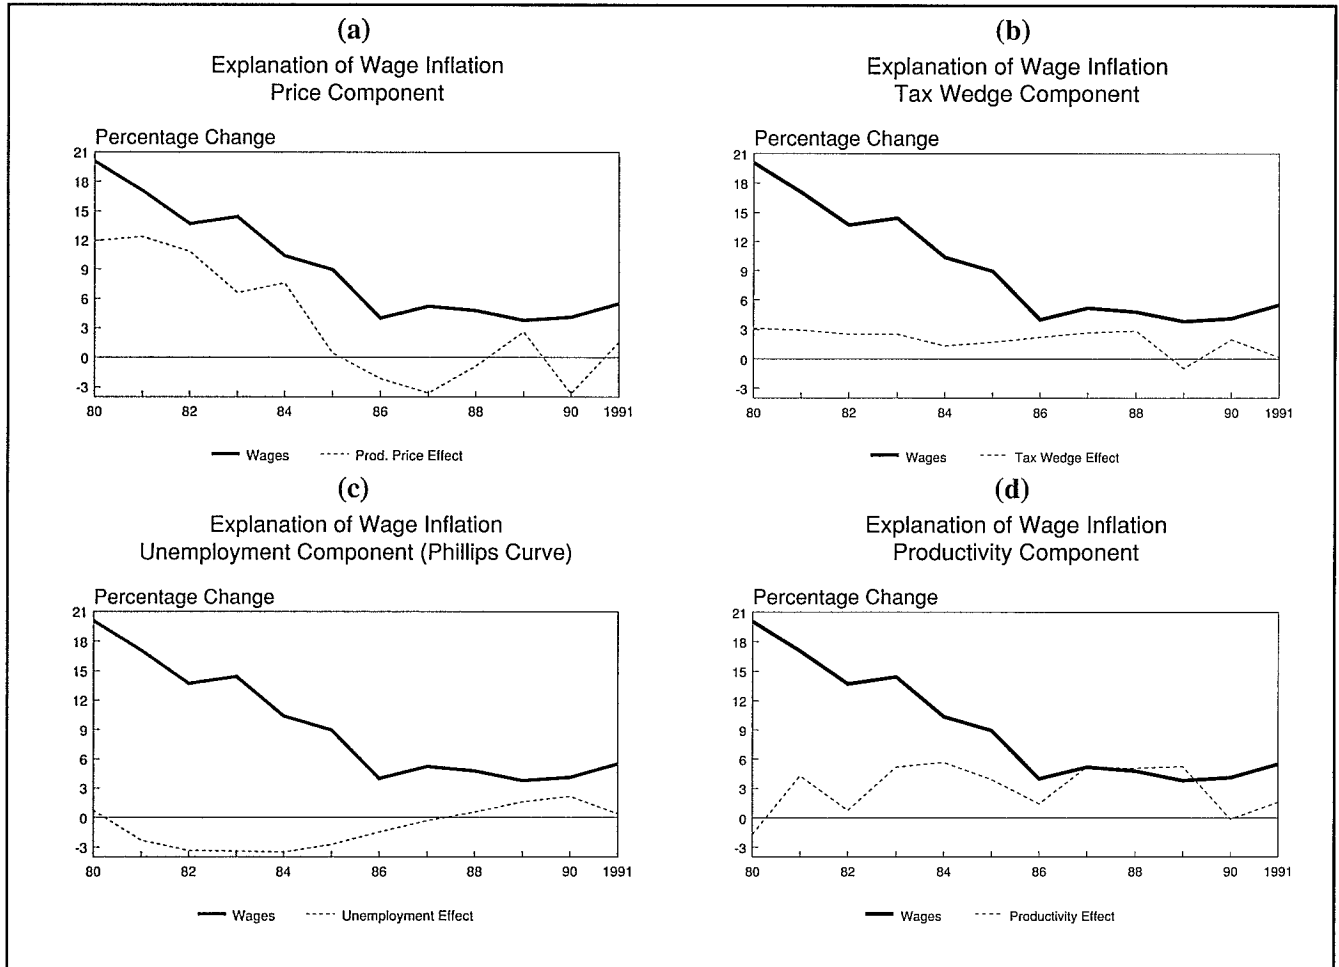 (a)
Explanation of Wage Inflation
Price Component
Percentage Change
21
18
15
12
9
6
3
0
-3
80 82 84 86 88 90 1991
Wages Prod. Price Effect
(b)
Explanation of Wage Inflation
Tax Wedge Component
Percentage Change
21
18
15
12
9
6
3
0
-3
80 82 84 86 88 90 1991
Wages Tax Wedge Effect
(c)
Explanation of Wage Inflation
Unemployment Component (Phillips Curve)
Percentage Change
21
18
15
12
9
6
3
0
-3
80 82 84 86 88 90 1991
Wages Unemployment Effect
(d)
Explanation of Wage Inflation
Productivity Component
Percentage Change
21
18
15
12
9
6
3
0
-3
80 82 84 86 88 90 1991
Wages Productivity Effect